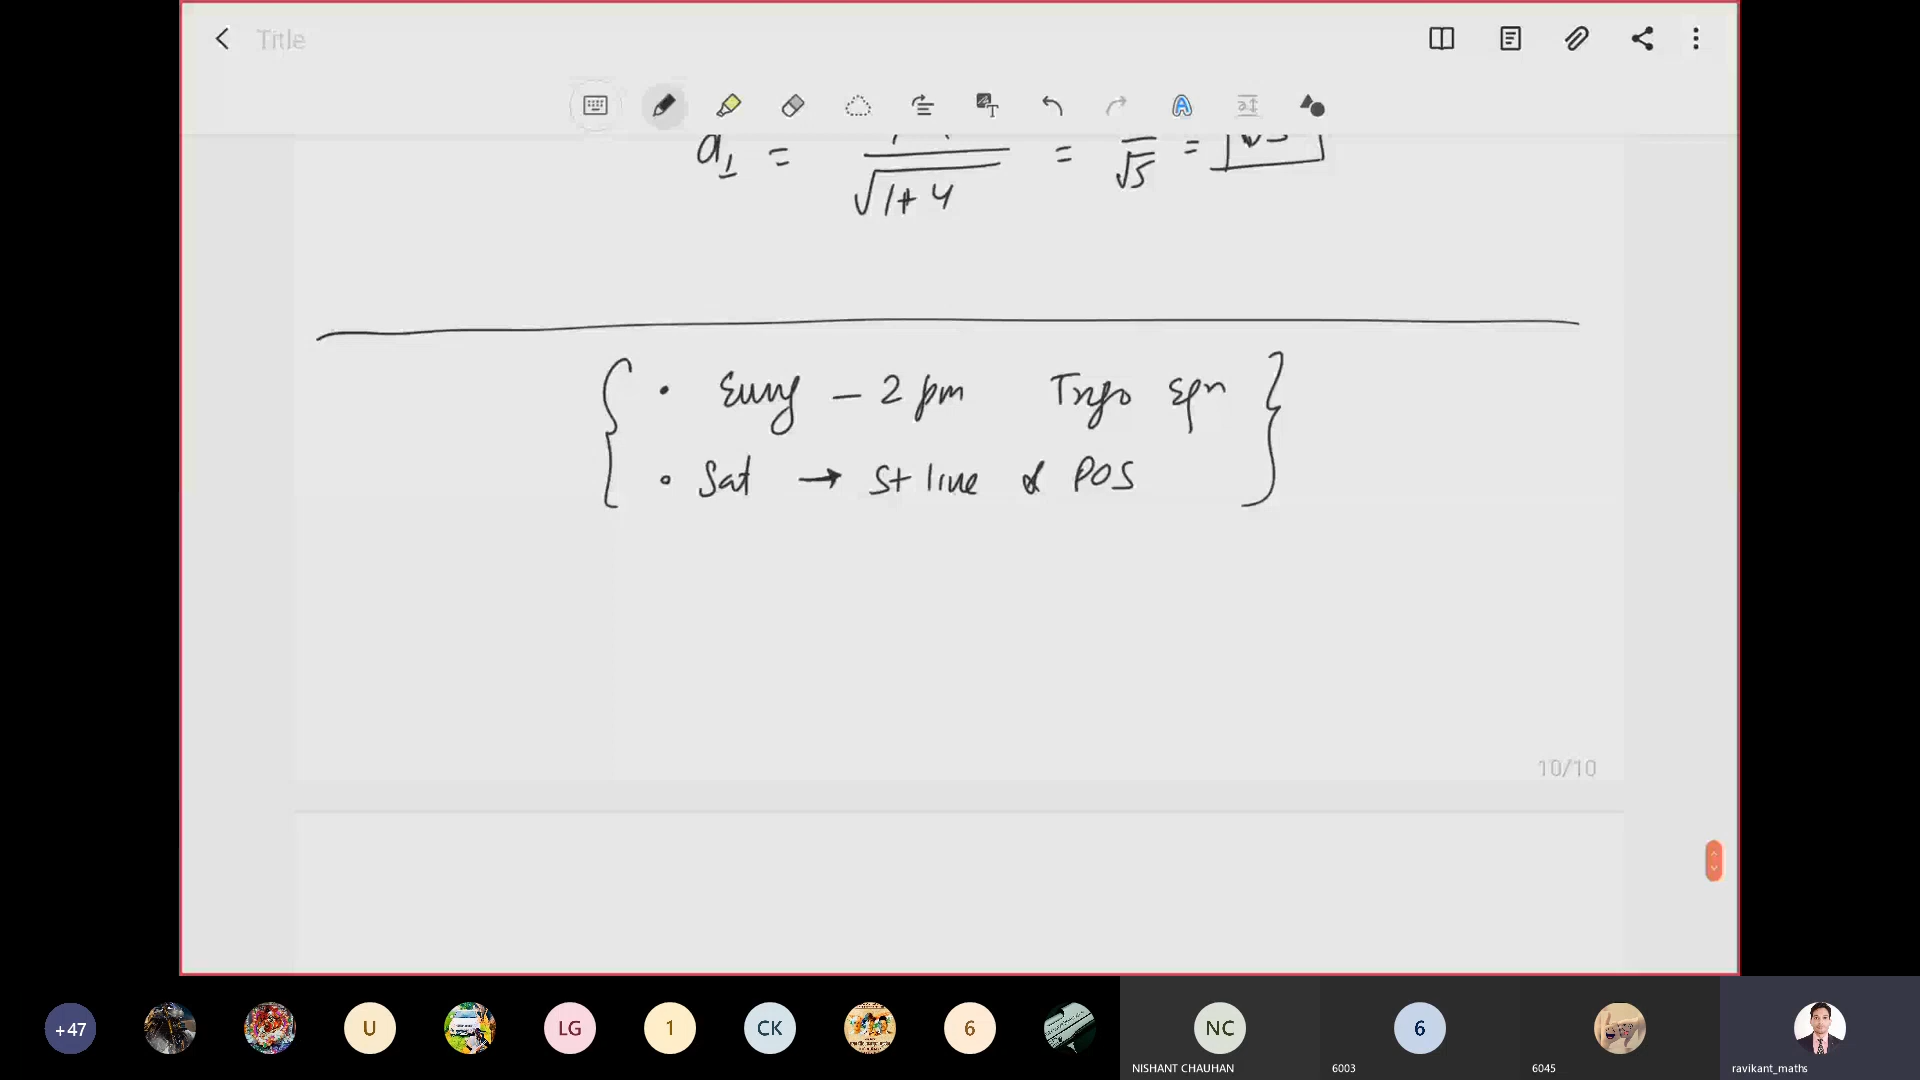 Title
a⊥ = √1+4 = √5 =
• Eung – 2 pm Trigo Eqn
• Sat → St line & POS
10/10
+47 U LG 1 CK 6 NC 6
NISHANT CHAUHAN 6003 6045 ravikant_maths